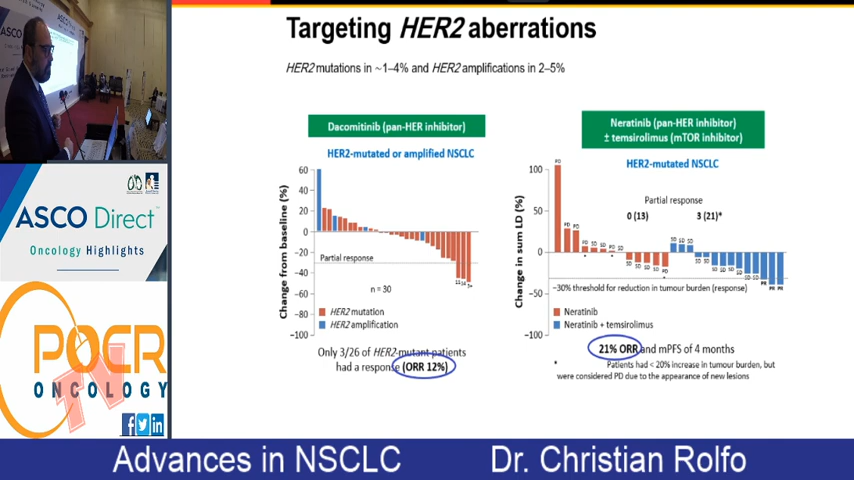 Targeting HER2 aberrations
HER2 mutations in ~1–4% and HER2 amplifications in 2–5%
Dacomitinib (pan-HER inhibitor)
HER2-mutated or amplified NSCLC
Change from baseline (%)
60
40
20
0
−20
−40
−60
−80
−100
Partial response
n = 30
HER2 mutation
HER2 amplification
Only 3/26 of HER2-mutant patients
had a response (ORR 12%)
Neratinib (pan-HER inhibitor)
± temsirolimus (mTOR inhibitor)
HER2-mutated NSCLC
Change in sum LD (%)
100
50
0
−50
−100
Partial response
0 (13)
3 (21)*
−30% threshold for reduction in tumour burden (response)
Neratinib
Neratinib + temsirolimus
21% ORR and mPFS of 4 months
* Patients had < 20% increase in tumour burden, but
were considered PD due to the appearance of new lesions
ASCO Direct™
Oncology Highlights
POER
ONCOLOGY
TV
Advances in NSCLC
Dr. Christian Rolfo